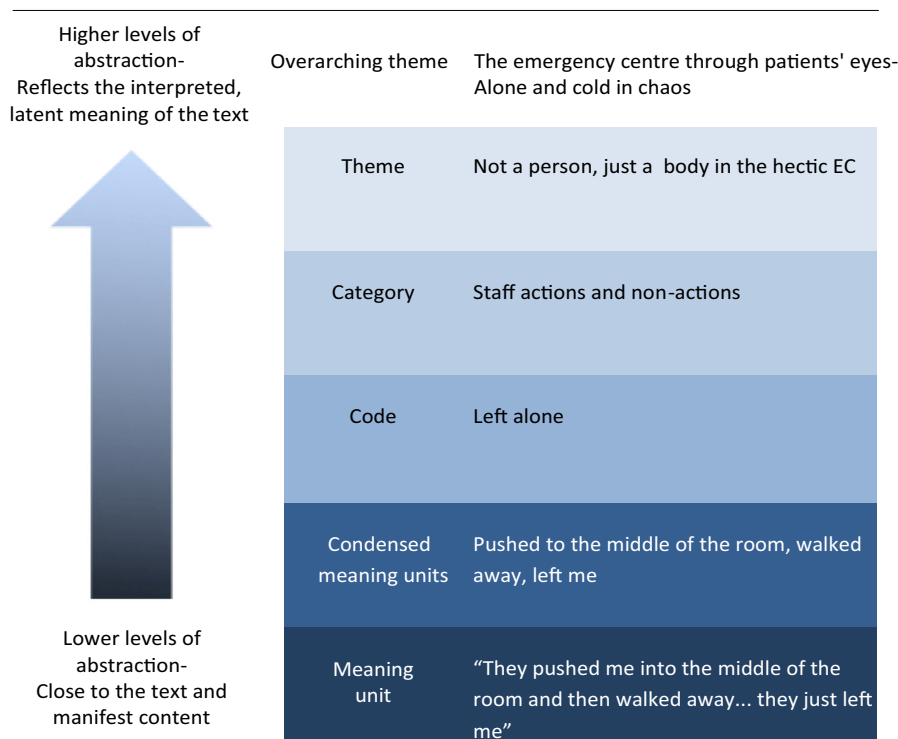 Higher levels of
abstraction-
Reflects the interpreted,
latent meaning of the text
Overarching theme
The emergency centre through patients' eyes-
Alone and cold in chaos
Theme
Not a person, just a body in the hectic EC
Category
Staff actions and non-actions
Code
Left alone
Condensed
meaning units
Pushed to the middle of the room, walked
away, left me
Lower levels of
abstraction-
Close to the text and
manifest content
Meaning
unit
“They pushed me into the middle of the
room and then walked away... they just left
me”